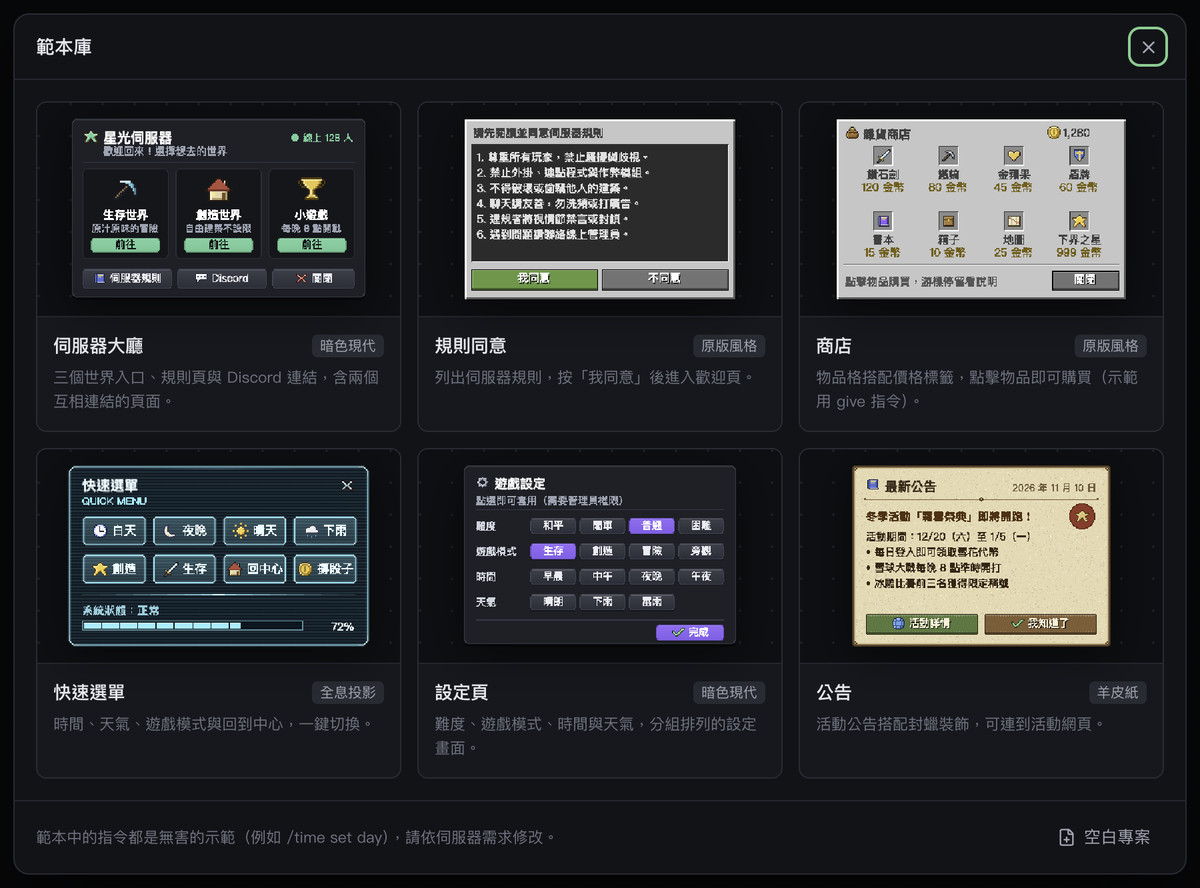 範本庫
星光伺服器
線上 128 人
歡迎回來！選擇想去的世界
生存世界
創造世界
小遊戲
原汁原味的冒險
自由建築不設限
每晚 8 點開戰
前往
前往
前往
伺服器規則
Discord
關閉
伺服器大廳
暗色現代
三個世界入口、規則頁與 Discord 連結，含兩個
互相連結的頁面。
請先閱讀並同意伺服器規則
1. 尊重所有玩家，禁止騷擾與歧視。
2. 禁止外掛、
3. 不得破壞或偷竊他人的建築。
4. 聊天請友善，勿洗頻或打廣告。
5. 違規者將視情節禁言或封鎖。
6. 遇到問題請聯絡線上管理員。
我同意
不同意
規則同意
原版風格
列出伺服器規則，按「我同意」後進入歡迎頁。
雜貨商店
1,280
鑽石劍
鐵鎬
金蘋果
盾牌
120 金幣
80 金幣
45 金幣
60 金幣
書本
箱子
地圖
下界之星
15 金幣
10 金幣
25 金幣
999 金幣
點擊物品購買，游標停留看說明
關閉
商店
原版風格
物品格搭配價格標籤，點擊物品即可購買（示範
用 give 指令）。
快速選單
QUICK MENU
白天
夜晚
晴天
下雨
創造
生存
回中心
擲骰子
系統狀態：正常
72%
快速選單
全息投影
時間、天氣、遊戲模式與回到中心，一鍵切換。
遊戲設定
點選即可套用（需要管理員權限）
難度
和平
簡單
普通
困難
遊戲模式
生存
創造
冒險
旁觀
時間
早晨
中午
夜晚
午夜
天氣
晴朗
下雨
雷雨
完成
設定頁
暗色現代
難度、遊戲模式、時間與天氣，分組排列的設定
畫面。
最新公告
2026 年 11 月 10 日
冬季活動「飄雪祭典」即將開跑！
活動期間：12/20（六）至 1/5（一）
• 每日登入即可領取雪花代幣
• 雪球大戰每晚 8 點準時開打
• 冰雕比賽前三名獲得限定稱號
活動詳情
我知道了
公告
羊皮紙
活動公告搭配封蠟裝飾，可連到活動網頁。
範本中的指令都是無害的示範（例如 /time set day），請依伺服器需求修改。
空白專案